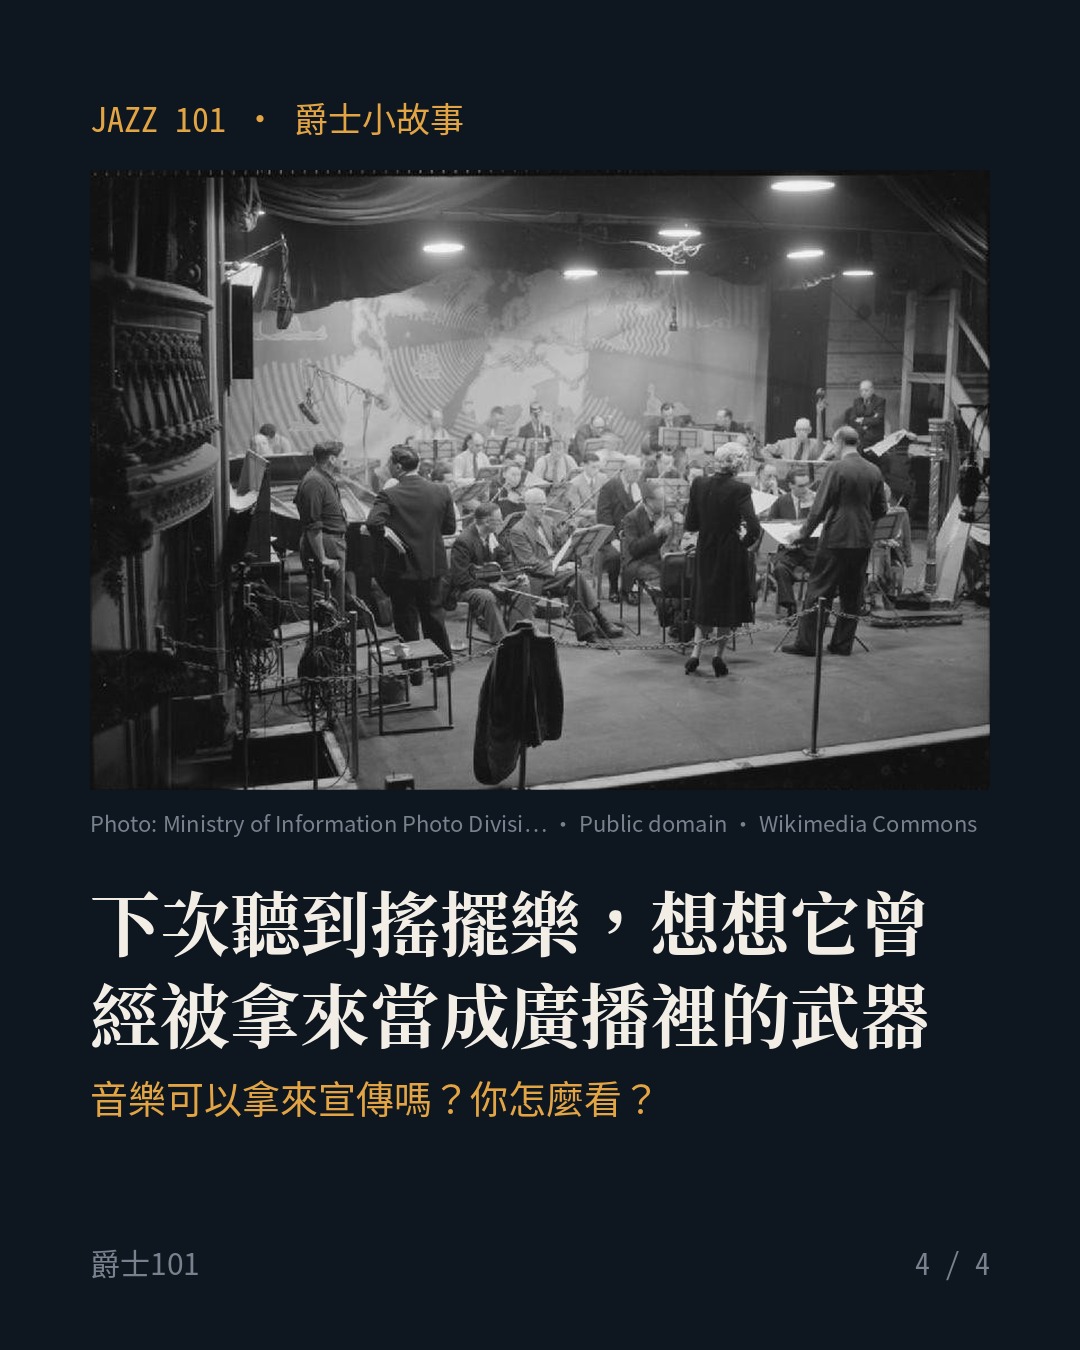 JAZZ 101 · 爵士小故事
Photo: Ministry of Information Photo Divisi… · Public domain · Wikimedia Commons
下次聽到搖擺樂，想想它曾
經被拿來當成廣播裡的武器
音樂可以拿來宣傳嗎？你怎麼看？
爵士101
4 / 4